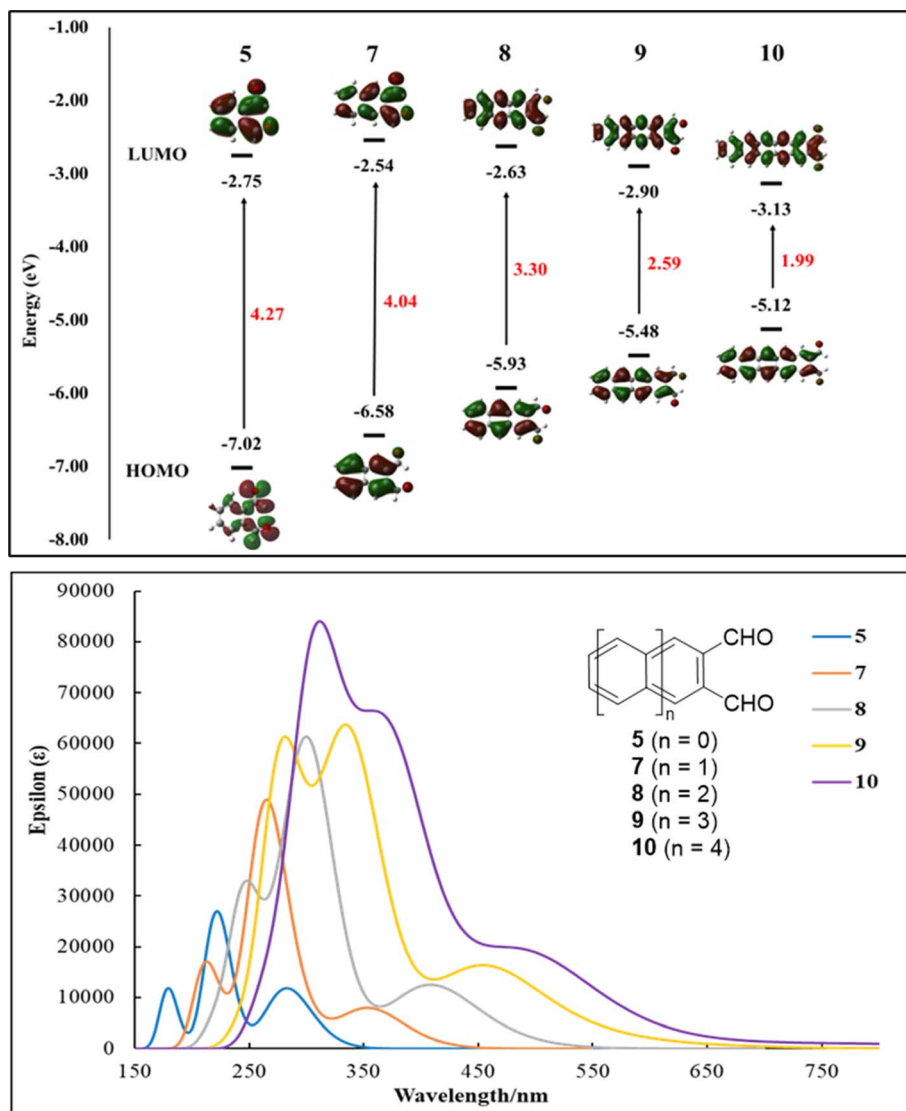 -1.00
5 7 8 9 10
-2.00
LUMO
-2.75 -2.54 -2.63 -2.90 -3.13
-3.00
-4.00
Energy (eV)
4.27 4.04 3.30 2.59 1.99
-5.00
-7.02 -6.58 -5.93 -5.48 -5.12
-6.00
HOMO
-7.00
-8.00
90000
80000
70000
60000
50000
40000
30000
20000
10000
0
Epsilon (ε)
150 250 350 450 550 650 750
Wavelength/nm
CHO
CHO
n
5 (n = 0)
7 (n = 1)
8 (n = 2)
9 (n = 3)
10 (n = 4)
5
7
8
9
10